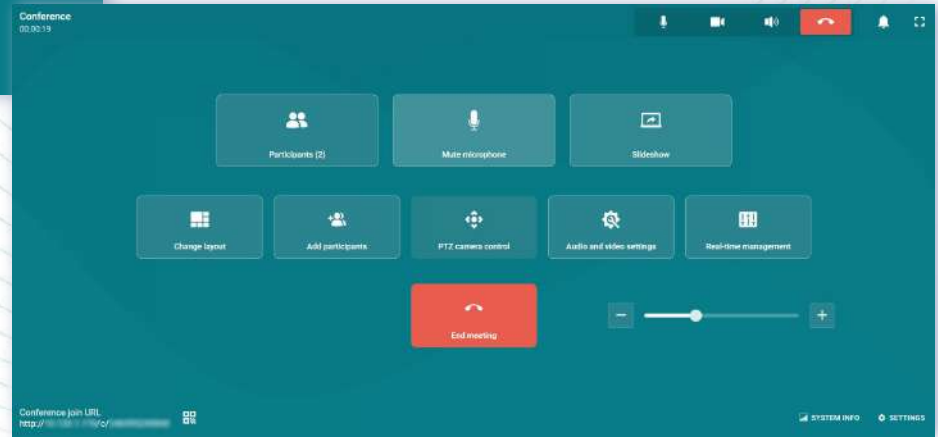 Conference
00:00:19
Participants (2)
Mute microphone
Slideshow
Change layout
Add participants
PTZ camera control
Audio and video settings
Real-time management
End meeting
Conference join URL
http://
/c/
SYSTEM INFO
SETTINGS